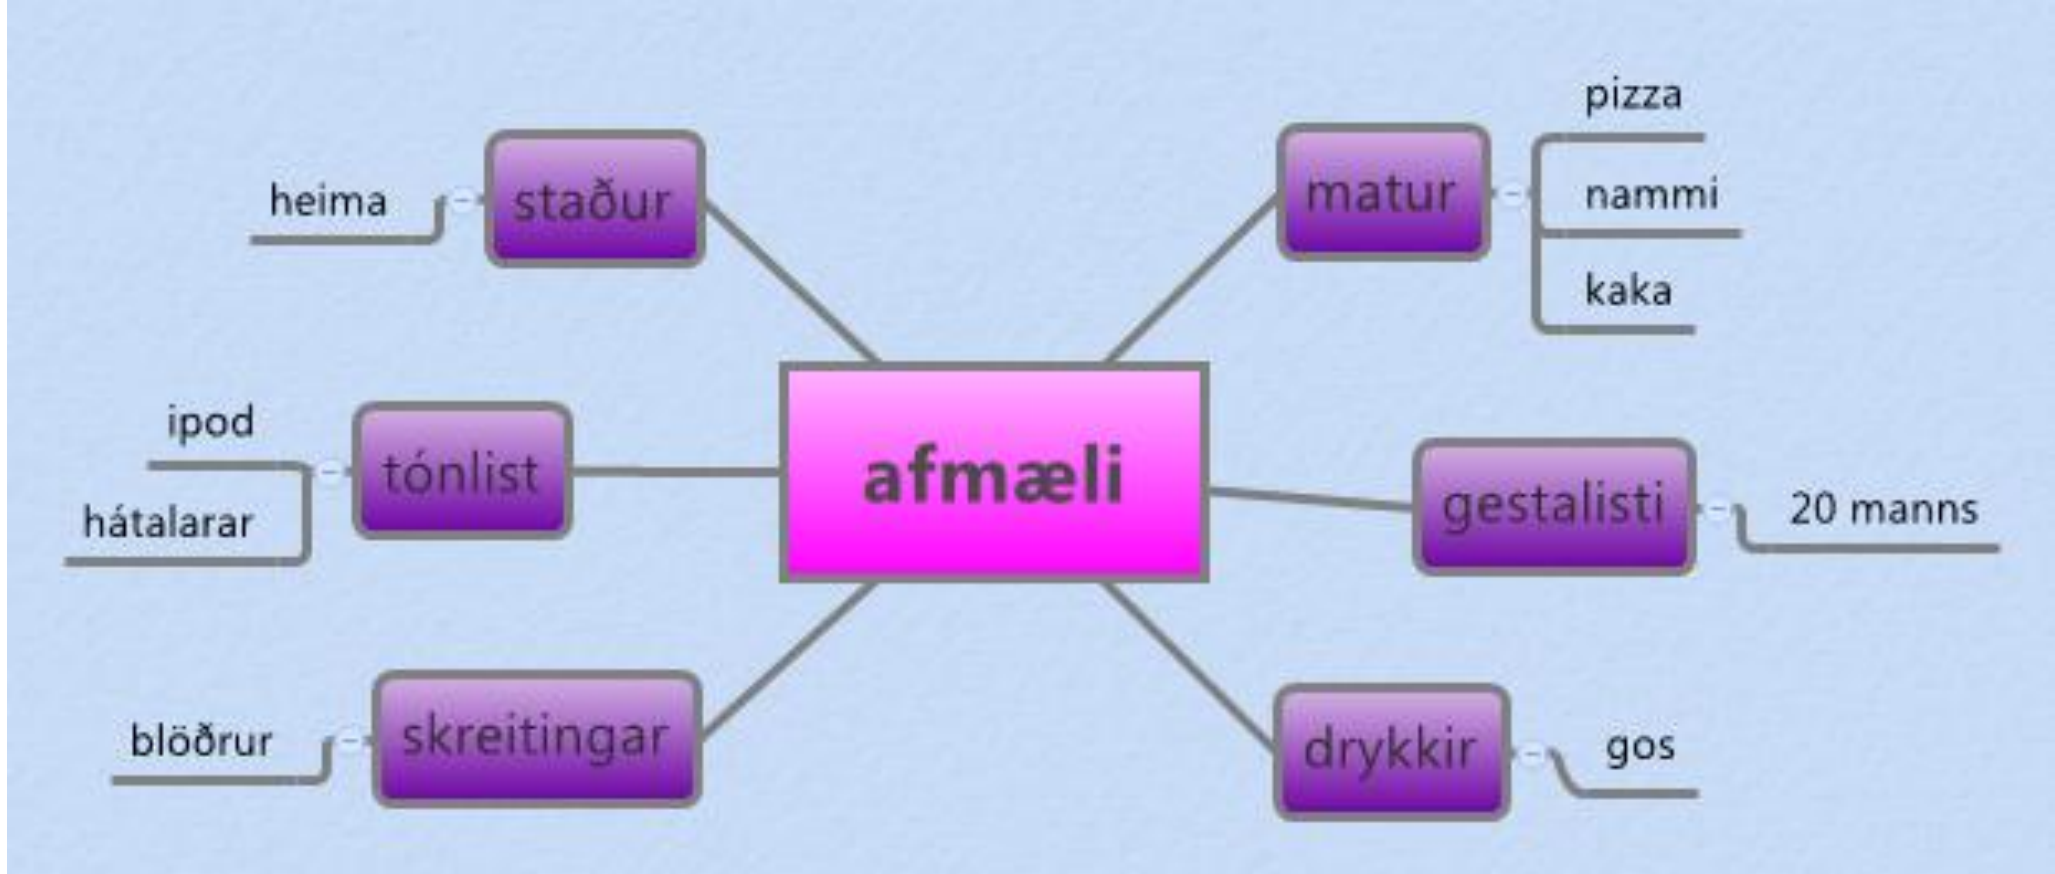 afmæli
staður
heima
tónlist
ipod
hátalarar
skreitingar
blöðrur
matur
pizza
nammi
kaka
gestalisti
20 manns
drykkir
gos